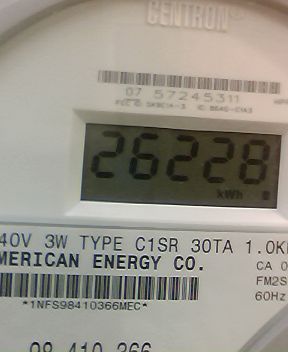 CENTRON®
07 57245311
26228
kWh
40V 3W TYPE C1SR 30TA 1.0K
MERICAN ENERGY CO.
CA 0
FM2S
60Hz
*1NFS98410366MEC*
98 410 366